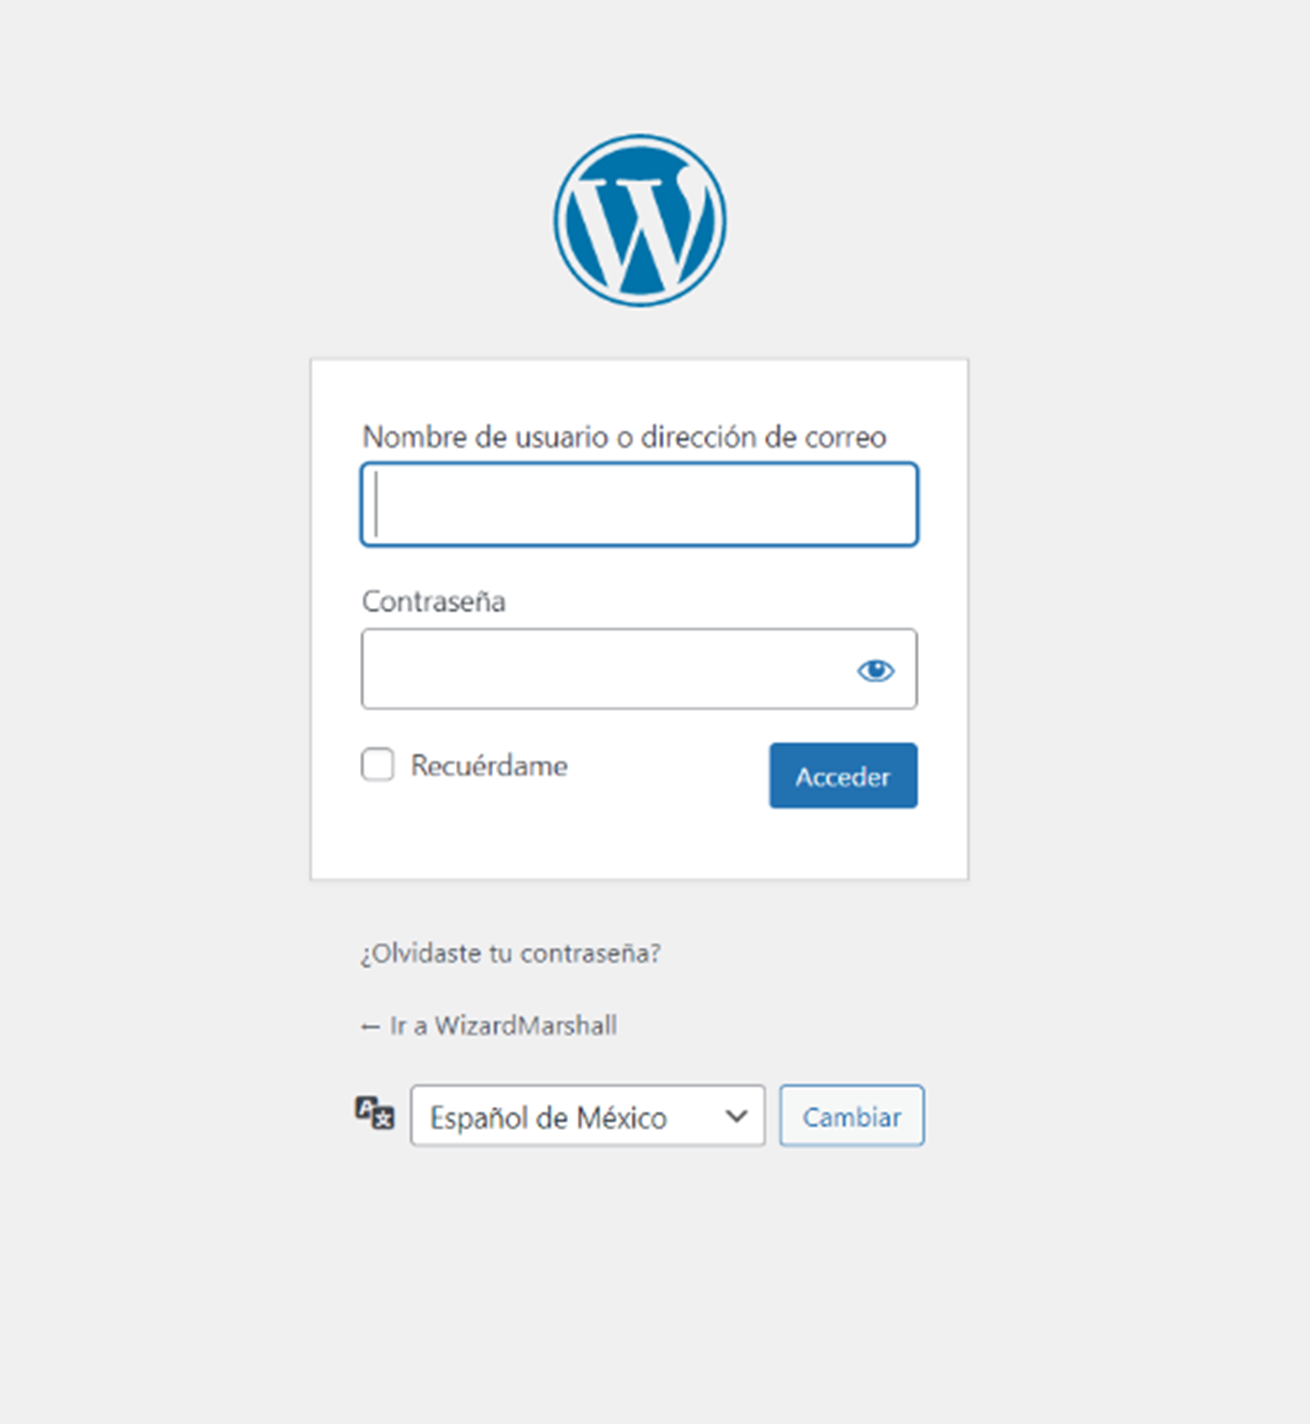 Nombre de usuario o dirección de correo
Contraseña
Recuérdame
Acceder
¿Olvidaste tu contraseña?
← Ir a WizardMarshall
Español de México
Cambiar